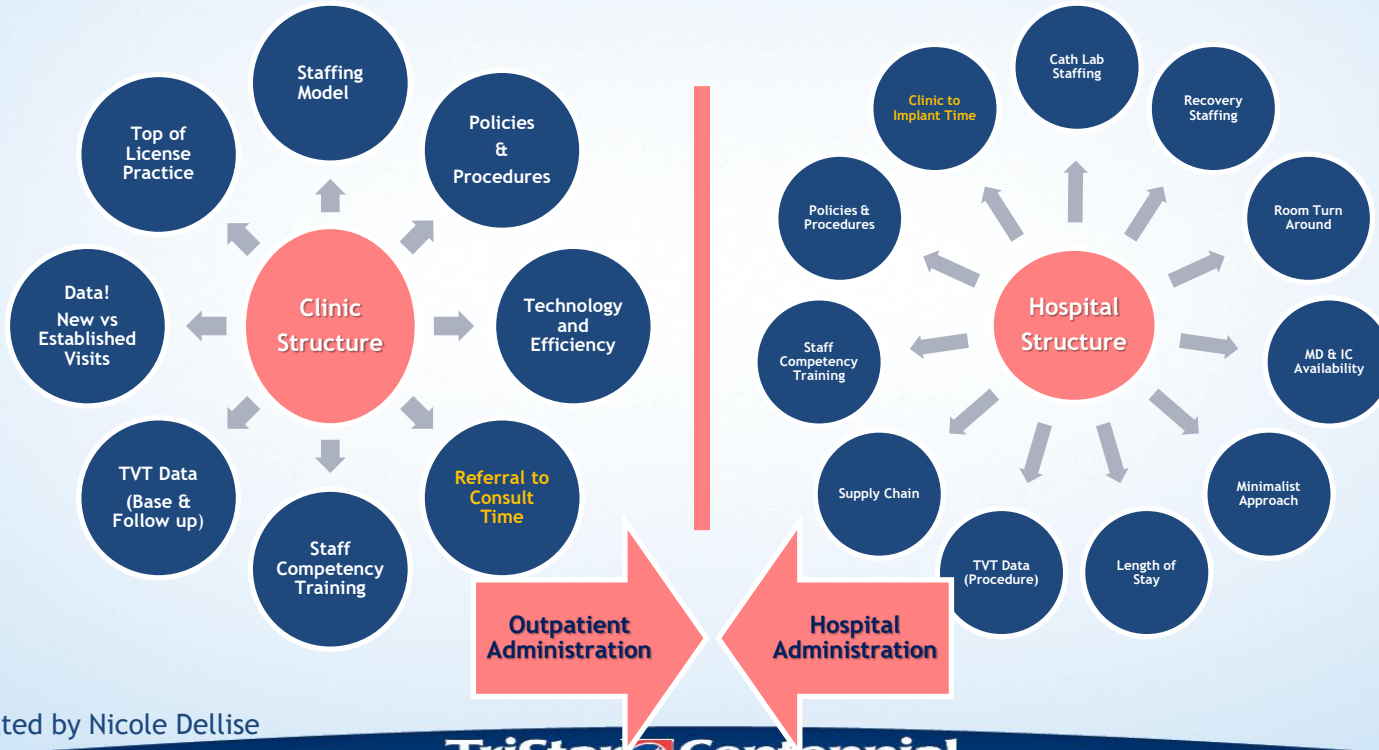 Clinic
Structure
Staffing
Model
Policies
&
Procedures
Technology
and
Efficiency
Referral to
Consult
Time
Staff
Competency
Training
TVT Data
(Base &
Follow up)
Data!
New vs
Established
Visits
Top of
License
Practice
Hospital
Structure
Cath Lab
Staffing
Recovery
Staffing
Room Turn
Around
MD & IC
Availability
Minimalist
Approach
Length of
Stay
TVT Data
(Procedure)
Supply Chain
Staff
Competency
Training
Policies &
Procedures
Clinic to
Implant Time
Outpatient
Administration
Hospital
Administration
ted by Nicole Dellise
TriStar Centennial